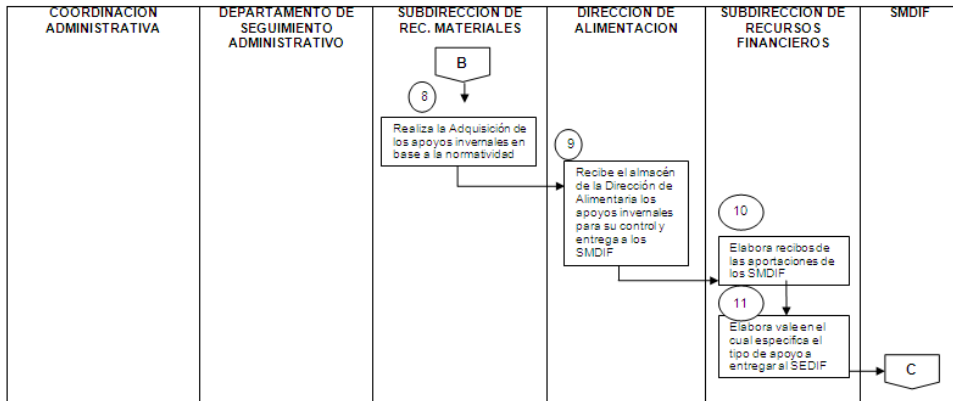 COORDINACION
ADMINISTRATIVA
DEPARTAMENTO DE
SEGUIMIENTO
ADMINISTRATIVO
SUBDIRECCION DE
REC. MATERIALES
DIRECCION DE
ALIMENTACION
SUBDIRECCION DE
RECURSOS
FINANCIEROS
SMDIF
B
8
Realiza la Adquisición de
los apoyos invernales en
base a la normatividad
9
Recibe el almacén
de la Dirección de
Alimentaria los
apoyos invernales
para su control y
entrega a los
SMDIF
10
Elabora recibos de
las aportaciones de
los SMDIF
11
Elabora vale en el
cual especifica el
tipo de apoyo a
entregar al SEDIF
C